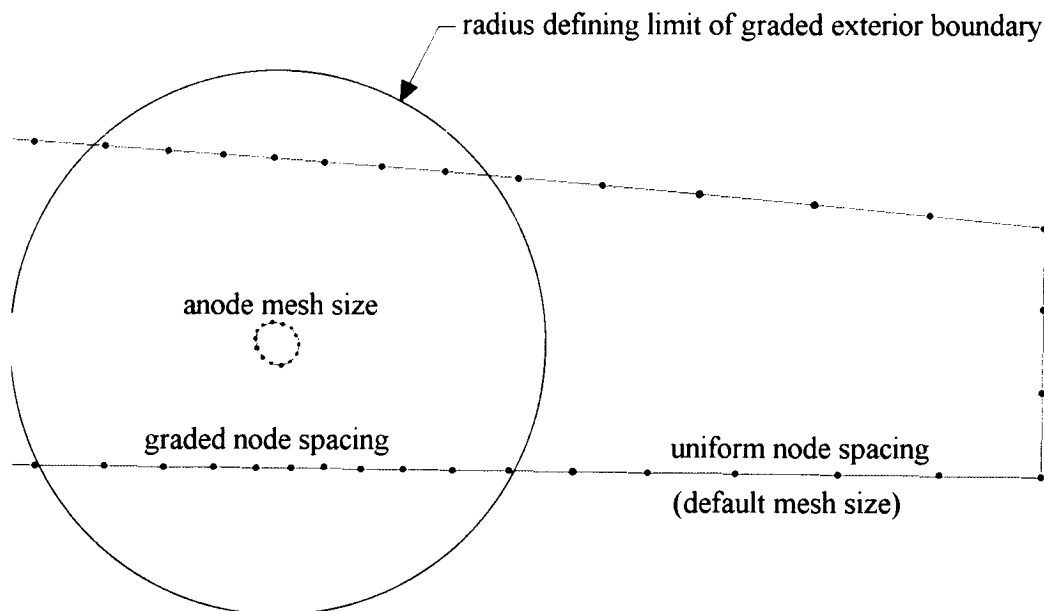 radius defining limit of graded exterior boundary
anode mesh size
graded node spacing
uniform node spacing
(default mesh size)